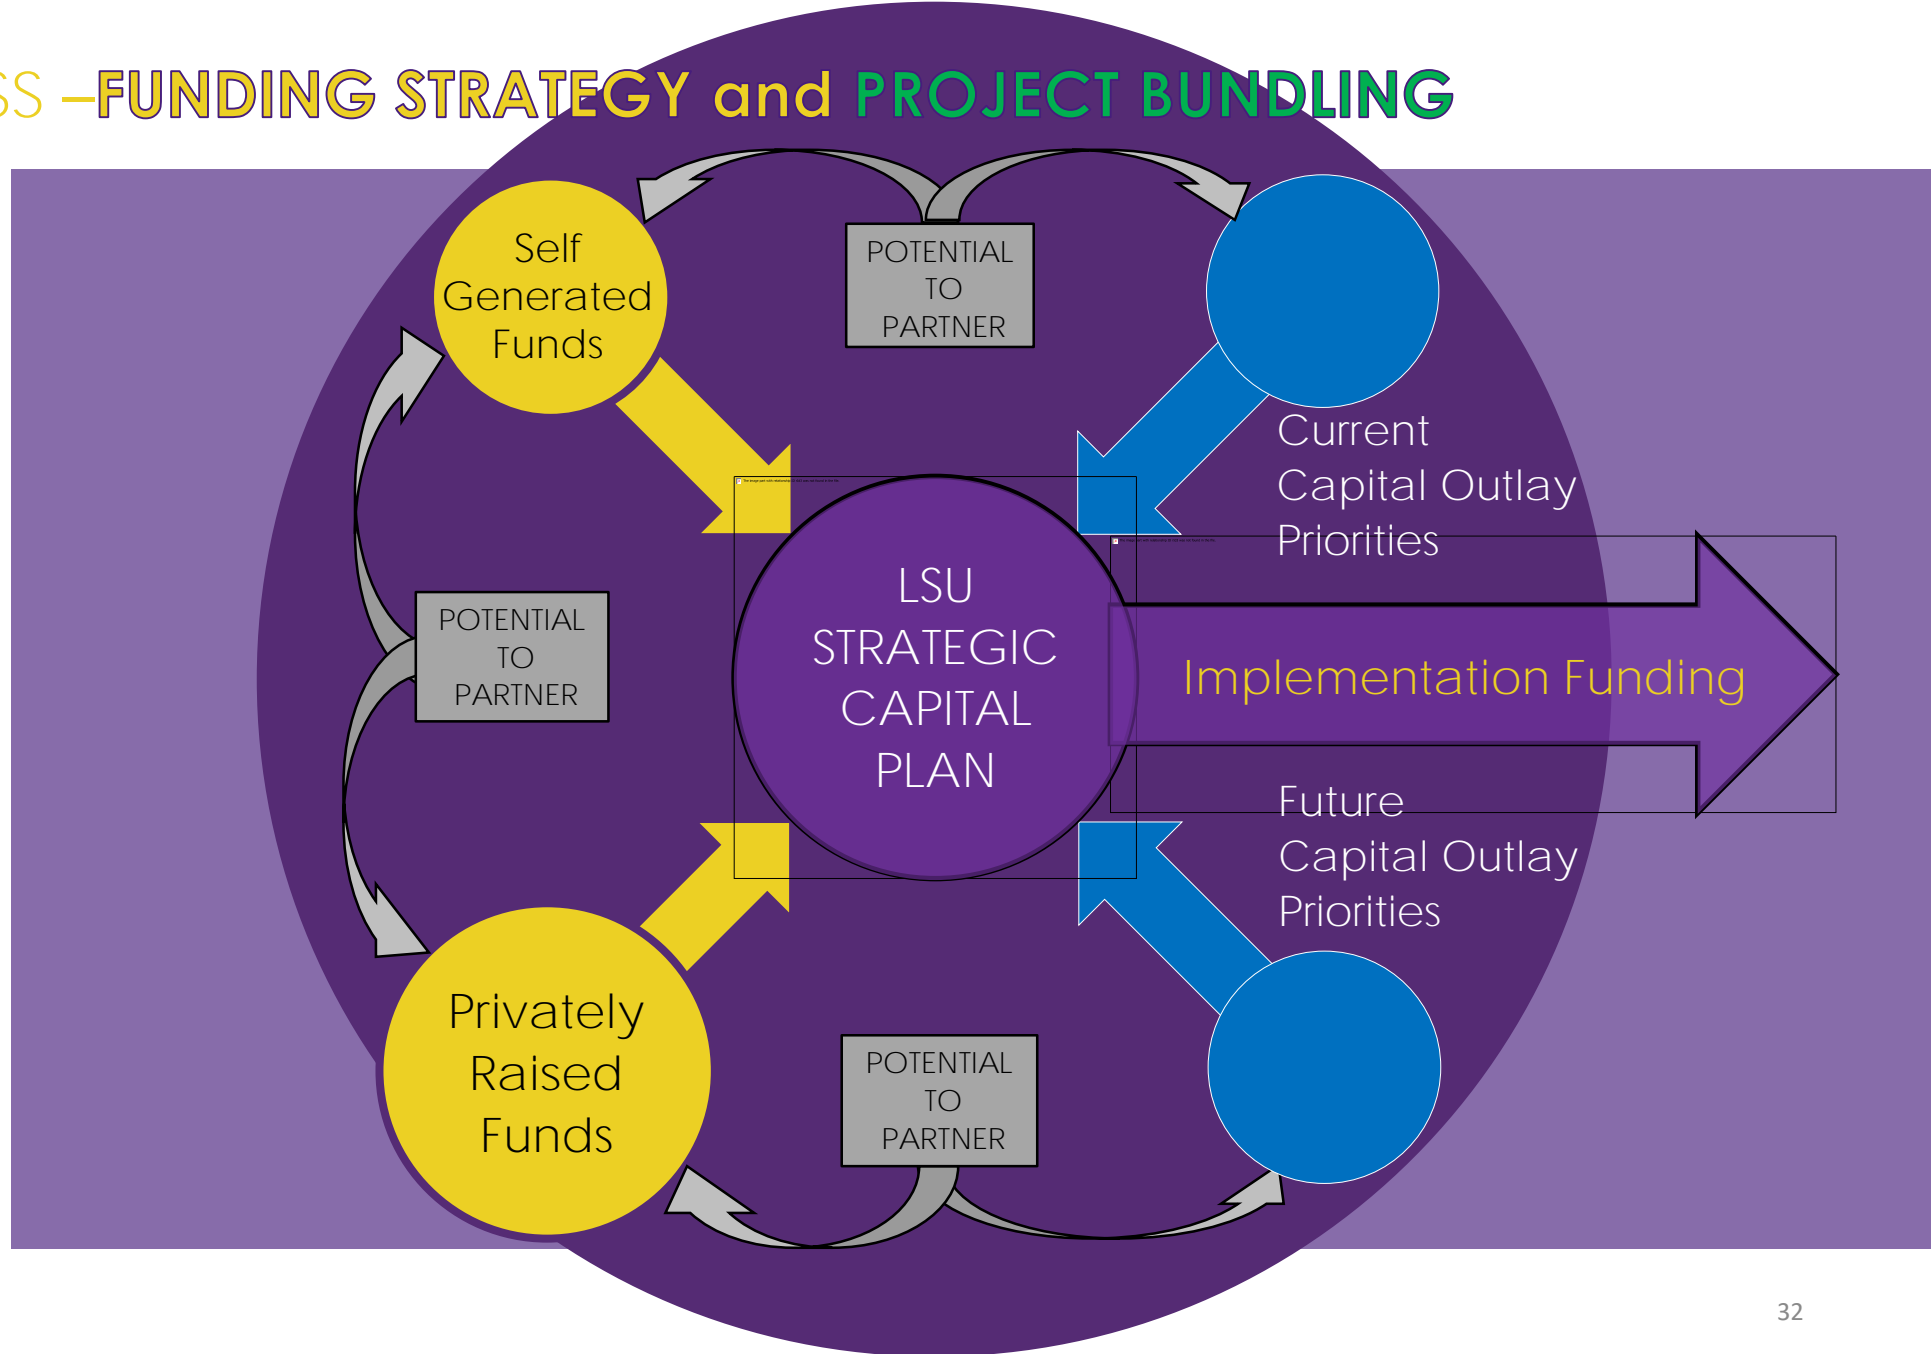 SS –FUNDING STRATEGY and PROJECT BUNDLING
Self
Generated
Funds
POTENTIAL
TO
PARTNER
Current
Capital Outlay
Priorities
POTENTIAL
TO
PARTNER
LSU
STRATEGIC
CAPITAL
PLAN
Implementation Funding
Future
Capital Outlay
Priorities
Privately
Raised
Funds
POTENTIAL
TO
PARTNER
32